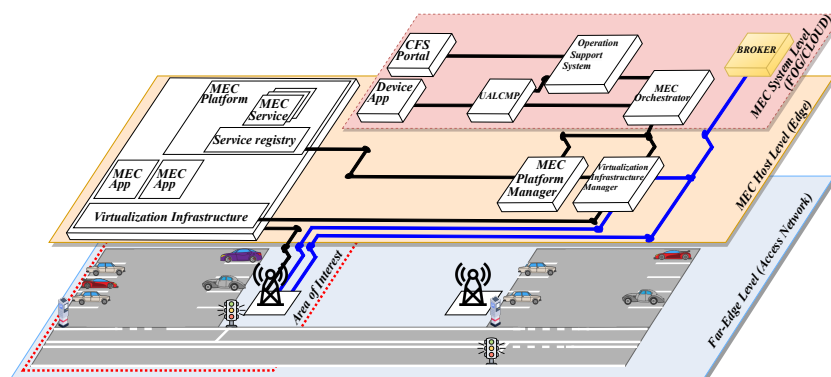 CFS
Portal
Operation
Support
System
BROKER
Device
App
UALCMP
MEC
Orchestrator
MEC System Level
(FOG/CLOUD)
MEC
Platform
MEC
Service
Service registry
MEC
App
MEC
App
Virtualization Infrastructure
MEC
Platform
Manager
Virtualization
Infrastructure
Manager
MEC Host Level (Edge)
Area of Interest
Far-Edge Level (Access Network)